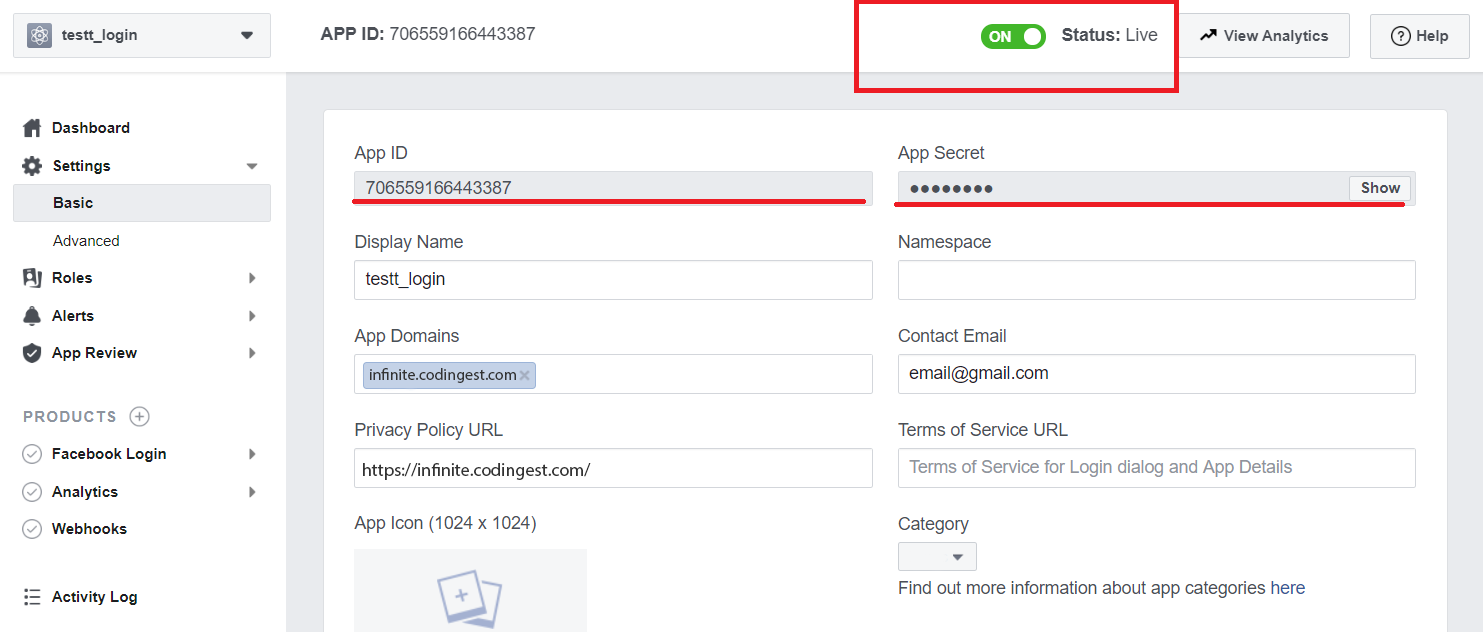 testt_login
APP ID: 706559166443387
ON
Status: Live
View Analytics
? Help
Dashboard
Settings
Basic
Advanced
Roles
Alerts
App Review
PRODUCTS
Facebook Login
Analytics
Webhooks
Activity Log
App ID
706559166443387
App Secret
●●●●●●●●
Show
Display Name
testt_login
Namespace
App Domains
infinite.codingest.com ×
Contact Email
email@gmail.com
Privacy Policy URL
https://infinite.codingest.com/
Terms of Service URL
Terms of Service for Login dialog and App Details
App Icon (1024 x 1024)
Category
Find out more information about app categories here